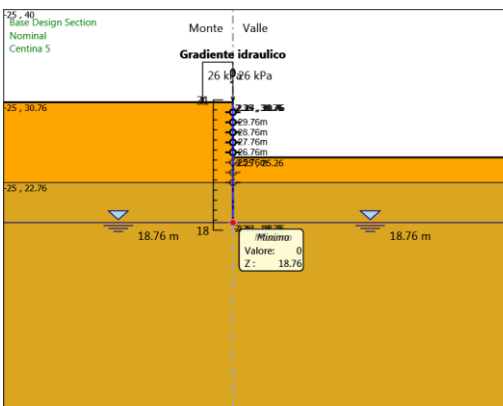 -25 , 40
Base Design Section
Nominal
Centina 5
Monte Valle
Gradiente idraulico
26 kPa 26 kPa
-25 , 30.76
29.76m
28.76m
27.76m
26.76m
-25 , 22.76
18
18.76 m
18.76 m
Minimo
Valore: 0
Z : 18.76